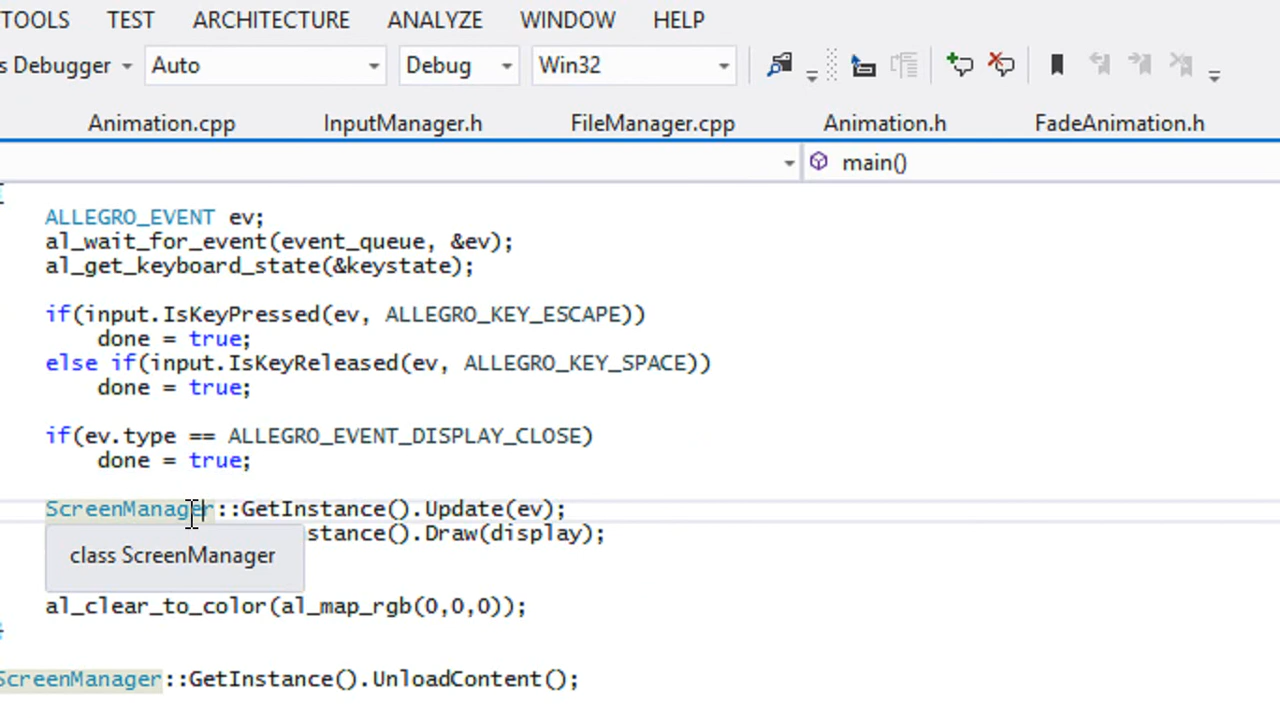 TOOLS TEST ARCHITECTURE ANALYZE WINDOW HELP
s Debugger Auto Debug Win32
Animation.cpp InputManager.h FileManager.cpp Animation.h FadeAnimation.h
main()
ALLEGRO_EVENT ev;
al_wait_for_event(event_queue, &ev);
al_get_keyboard_state(&keystate);
if(input.IsKeyPressed(ev, ALLEGRO_KEY_ESCAPE))
done = true;
else if(input.IsKeyReleased(ev, ALLEGRO_KEY_SPACE))
done = true;
if(ev.type == ALLEGRO_EVENT_DISPLAY_CLOSE)
done = true;
ScreenManager::GetInstance().Update(ev);
stance().Draw(display);
class ScreenManager
al_clear_to_color(al_map_rgb(0,0,0));
ScreenManager::GetInstance().UnloadContent();